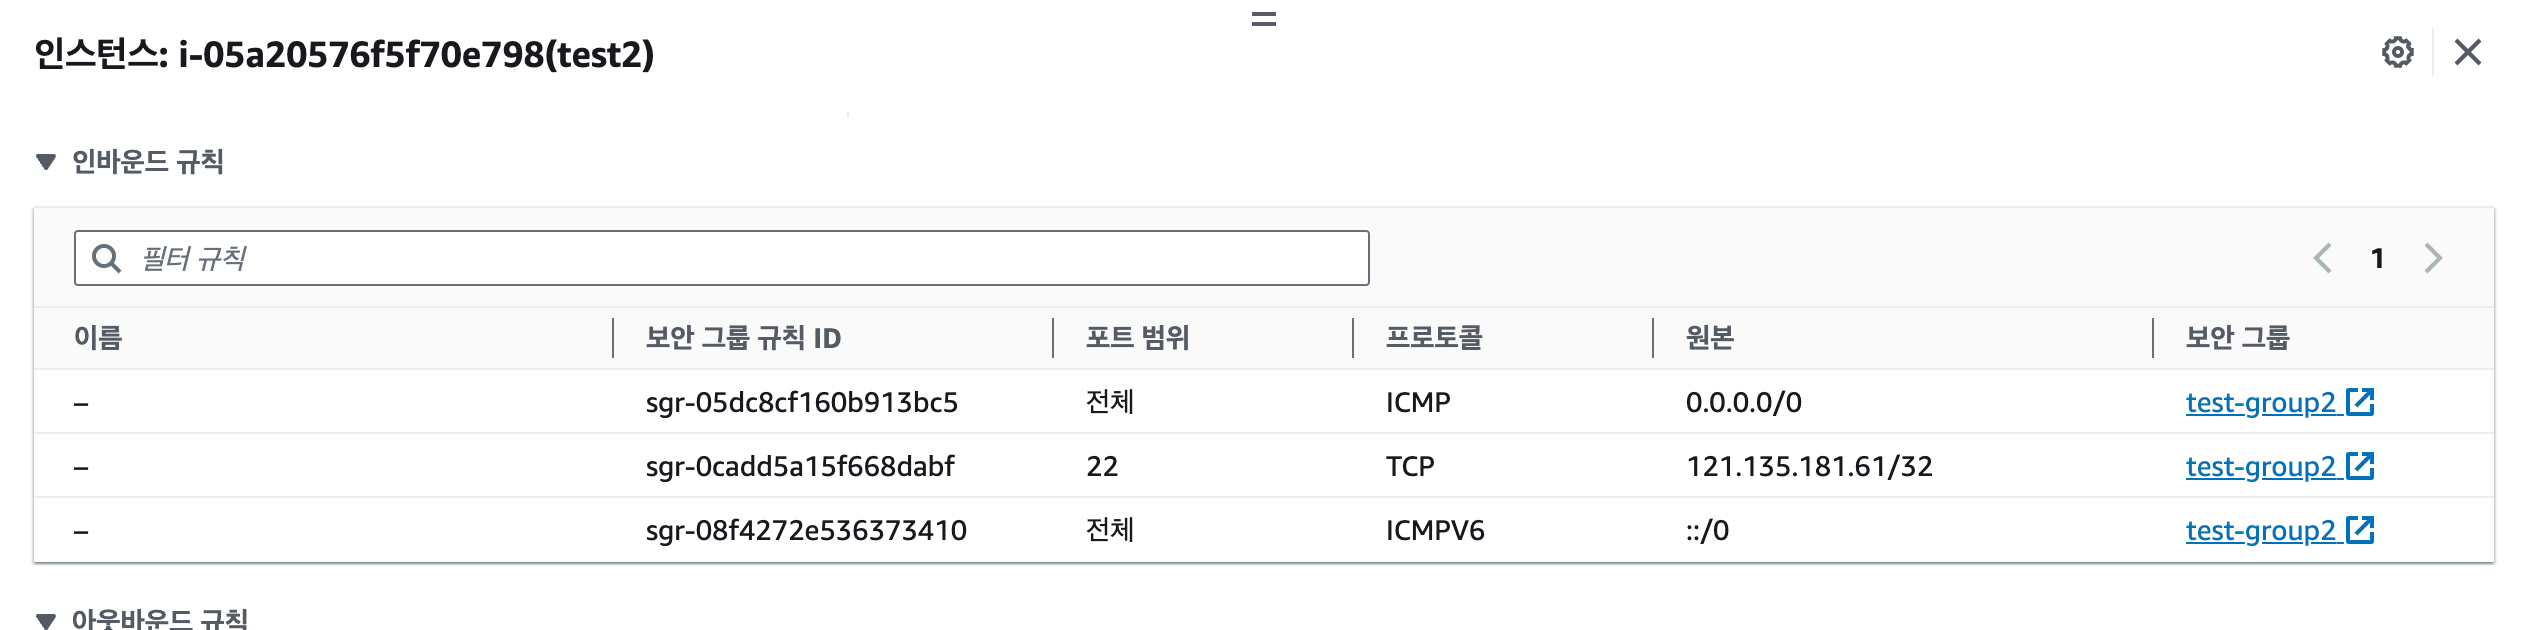 인스턴스: i-05a20576f5f70e798(test2)
인바운드 규칙
필터 규칙
1
이름 보안 그룹 규칙 ID 포트 범위 프로토콜 원본 보안 그룹
– sgr-05dc8cf160b913bc5 전체 ICMP 0.0.0.0/0 test-group2
– sgr-0cadd5a15f668dabf 22 TCP 121.135.181.61/32 test-group2
– sgr-08f4272e536373410 전체 ICMPV6 ::/0 test-group2
아웃바운드 규칙